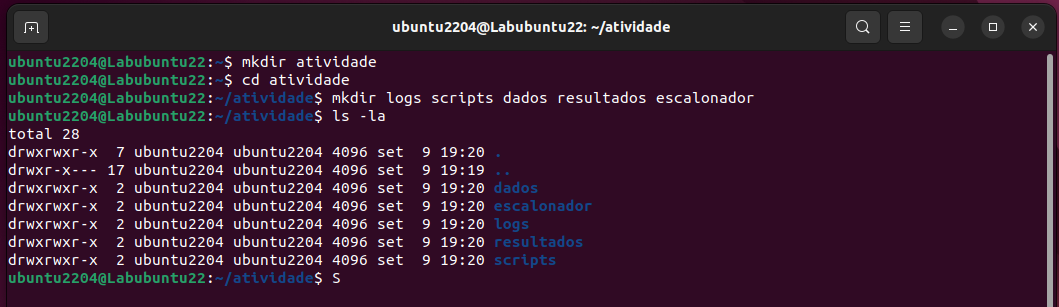 ubuntu2204@Labubuntu22: ~/atividade
ubuntu2204@Labubuntu22:~$ mkdir atividade
ubuntu2204@Labubuntu22:~$ cd atividade
ubuntu2204@Labubuntu22:~/atividade$ mkdir logs scripts dados resultados escalonador
ubuntu2204@Labubuntu22:~/atividade$ ls -la
total 28
drwxrwxr-x  7 ubuntu2204 ubuntu2204 4096 set  9 19:20 .
drwxr-x--- 17 ubuntu2204 ubuntu2204 4096 set  9 19:19 ..
drwxrwxr-x  2 ubuntu2204 ubuntu2204 4096 set  9 19:20 dados
drwxrwxr-x  2 ubuntu2204 ubuntu2204 4096 set  9 19:20 escalonador
drwxrwxr-x  2 ubuntu2204 ubuntu2204 4096 set  9 19:20 logs
drwxrwxr-x  2 ubuntu2204 ubuntu2204 4096 set  9 19:20 resultados
drwxrwxr-x  2 ubuntu2204 ubuntu2204 4096 set  9 19:20 scripts
ubuntu2204@Labubuntu22:~/atividade$ S